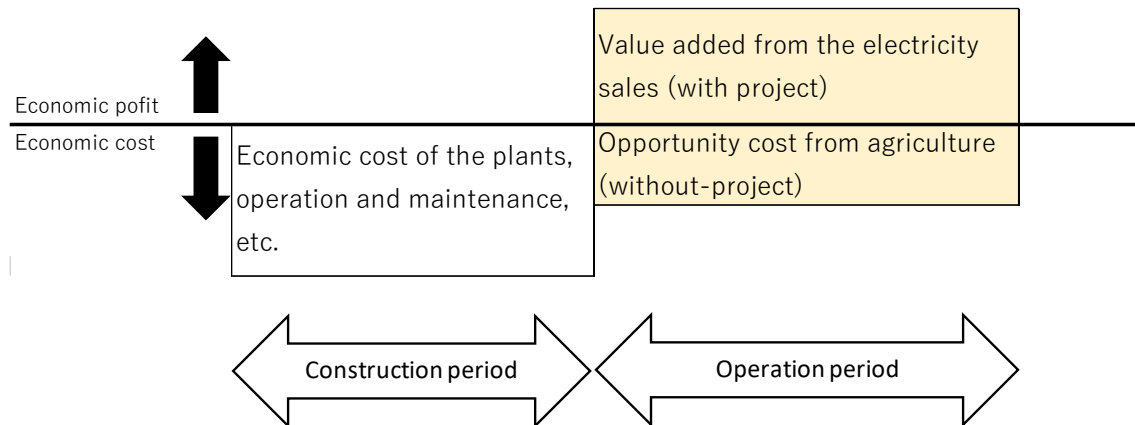 Value added from the electricity
sales (with project)
Economic pofit
Economic cost
Opportunity cost from agriculture
(without-project)
Economic cost of the plants,
operation and maintenance,
etc.
Construction period
Operation period